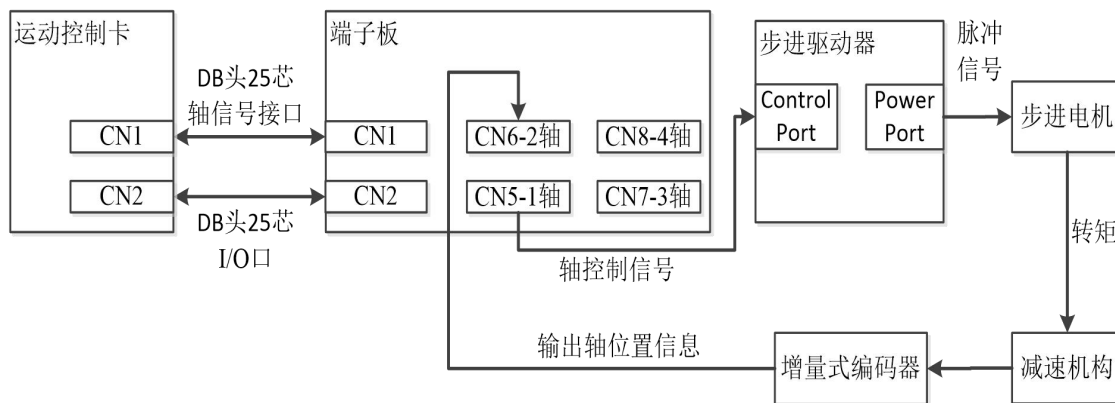 运动控制卡
DB头25芯
轴信号接口
CN1
CN2
DB头25芯
I/O口
端子板
CN1
CN6-2轴
CN8-4轴
CN2
CN5-1轴
CN7-3轴
轴控制信号
步进驱动器
Control
Port
Power
Port
脉冲
信号
步进电机
转矩
输出轴位置信息
增量式编码器
减速机构